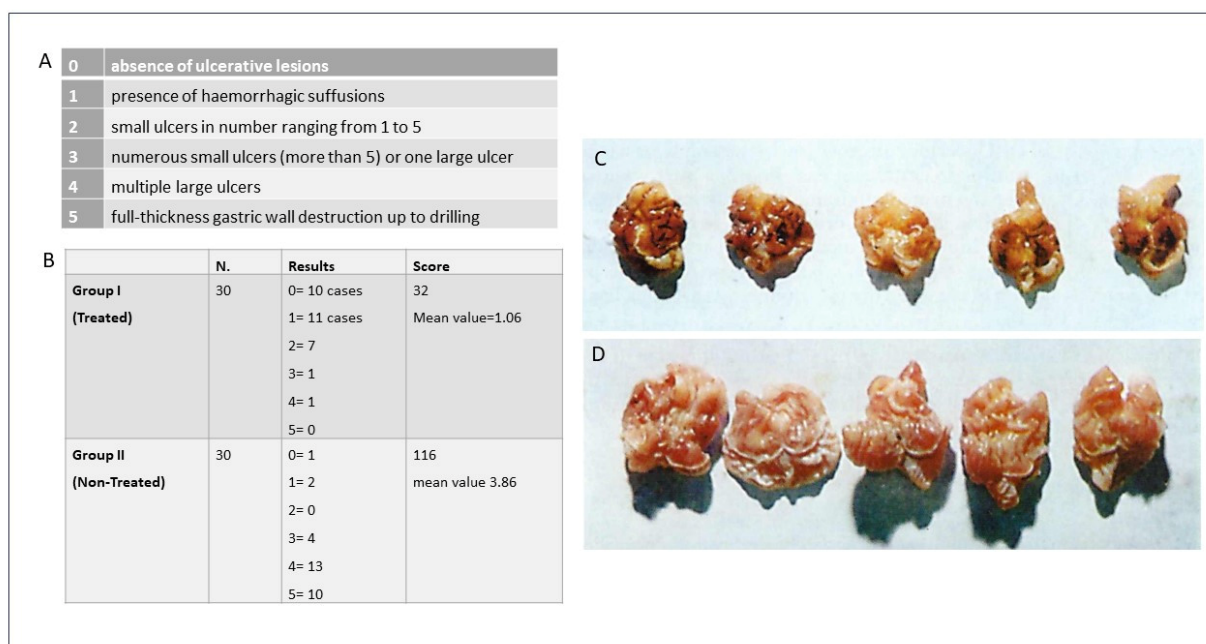 A
0 absence of ulcerative lesions
1 presence of haemorrhagic suffusions
2 small ulcers in number ranging from 1 to 5
3 numerous small ulcers (more than 5) or one large ulcer
4 multiple large ulcers
5 full-thickness gastric wall destruction up to drilling
B
N. Results Score
Group I 30 0= 10 cases 32
(Treated) 1= 11 cases Mean value=1.06
2= 7
3= 1
4= 1
5= 0
Group II 30 0= 1 116
(Non-Treated) 1= 2 mean value 3.86
2= 0
3= 4
4= 13
5= 10
C
D